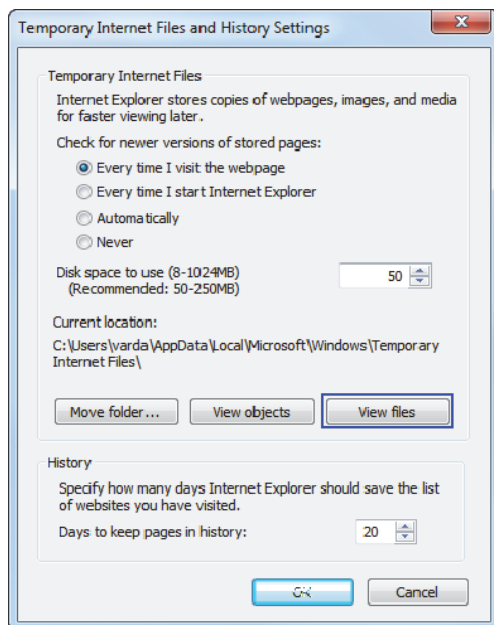 Temporary Internet Files and History Settings
Temporary Internet Files
Internet Explorer stores copies of webpages, images, and media
for faster viewing later.
Check for newer versions of stored pages:
Every time I visit the webpage
Every time I start Internet Explorer
Automatically
Never
Disk space to use (8-1024MB)
50
(Recommended: 50-250MB)
Current location:
C:\Users\varda\AppData\Local\Microsoft\Windows\Temporary
Internet Files\
Move folder...
View objects
View files
History
Specify how many days Internet Explorer should save the list
of websites you have visited.
Days to keep pages in history:
20
OK
Cancel